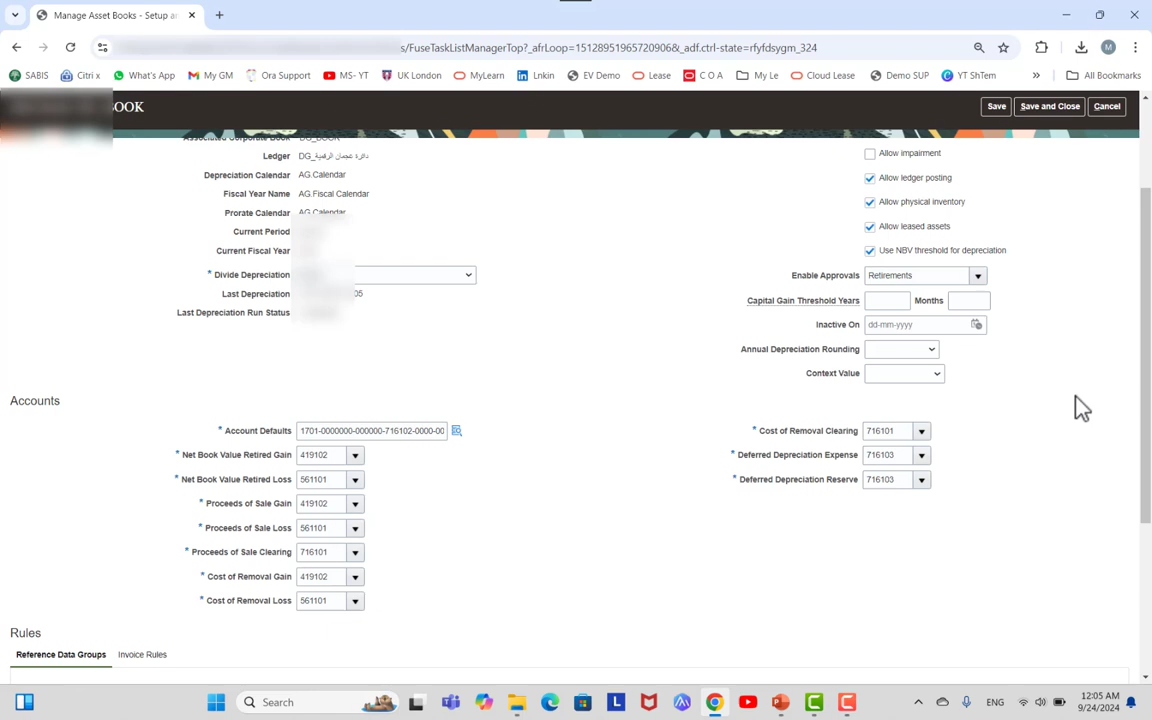 Manage Asset Books - Setup an
s/FuseTaskListManagerTop?_afrLoop=15128951965720906&_adf.ctrl-state=rfyfdsygm_324
M
SABIS
Citri x
What's App
My GM
Ora Support
MS- YT
UK London
MyLearn
Lnkin
EV Demo
Lease
C O A
My Le
Cloud Lease
Demo SUP
YT ShTem
All Bookmarks
BOOK
Save
Save and Close
Cancel
Associated Corporate Book DG_BOOK
Ledger DG_دائرة عجمان الرقمية
Depreciation Calendar AG.Calendar
Fiscal Year Name AG.Fiscal Calendar
Prorate Calendar AG.Calendar
Current Period
Current Fiscal Year
* Divide Depreciation
Last Depreciation 05
Last Depreciation Run Status
Allow impairment
Allow ledger posting
Allow physical inventory
Allow leased assets
Use NBV threshold for depreciation
Enable Approvals Retirements
Capital Gain Threshold Years Months
Inactive On dd-mm-yyyy
Annual Depreciation Rounding
Context Value
Accounts
* Account Defaults 1701-0000000-000000-716102-0000-00
* Net Book Value Retired Gain 419102
* Net Book Value Retired Loss 561101
* Proceeds of Sale Gain 419102
* Proceeds of Sale Loss 561101
* Proceeds of Sale Clearing 716101
* Cost of Removal Gain 419102
* Cost of Removal Loss 561101
* Cost of Removal Clearing 716101
* Deferred Depreciation Expense 716103
* Deferred Depreciation Reserve 716103
Rules
Reference Data Groups
Invoice Rules
Search
ENG
12:05 AM
9/24/2024